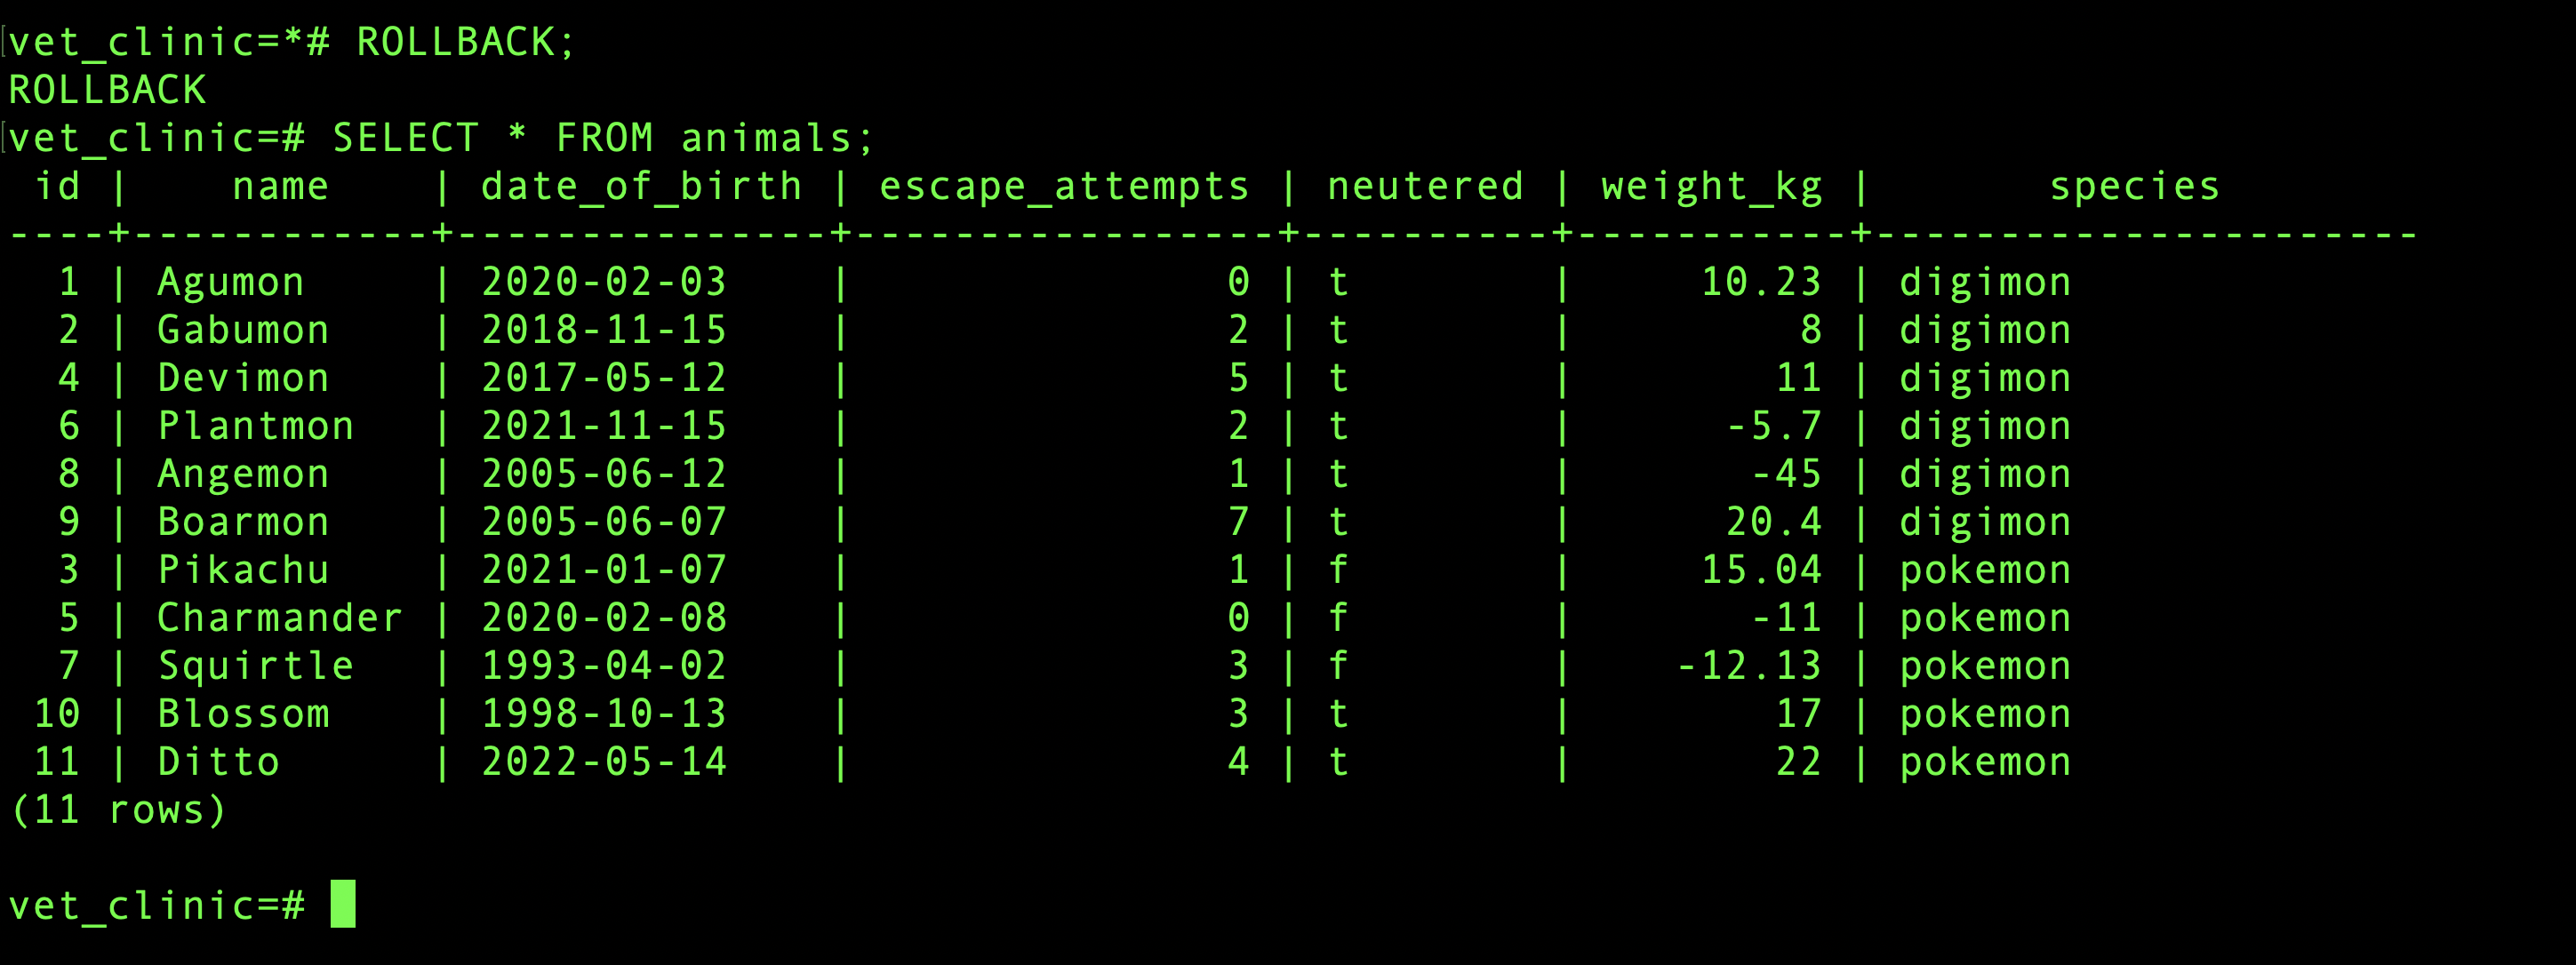 vet_clinic=*# ROLLBACK;
ROLLBACK
vet_clinic=# SELECT * FROM animals;
 id |    name    | date_of_birth | escape_attempts | neutered | weight_kg |       species
----+------------+---------------+-----------------+----------+-----------+----------------------
  1 | Agumon     | 2020-02-03    |               0 | t        |     10.23 | digimon
  2 | Gabumon    | 2018-11-15    |               2 | t        |         8 | digimon
  4 | Devimon    | 2017-05-12    |               5 | t        |        11 | digimon
  6 | Plantmon   | 2021-11-15    |               2 | t        |      -5.7 | digimon
  8 | Angemon    | 2005-06-12    |               1 | t        |       -45 | digimon
  9 | Boarmon    | 2005-06-07    |               7 | t        |      20.4 | digimon
  3 | Pikachu    | 2021-01-07    |               1 | f        |     15.04 | pokemon
  5 | Charmander | 2020-02-08    |               0 | f        |       -11 | pokemon
  7 | Squirtle   | 1993-04-02    |               3 | f        |    -12.13 | pokemon
 10 | Blossom    | 1998-10-13    |               3 | t        |        17 | pokemon
 11 | Ditto      | 2022-05-14    |               4 | t        |        22 | pokemon
(11 rows)
vet_clinic=#